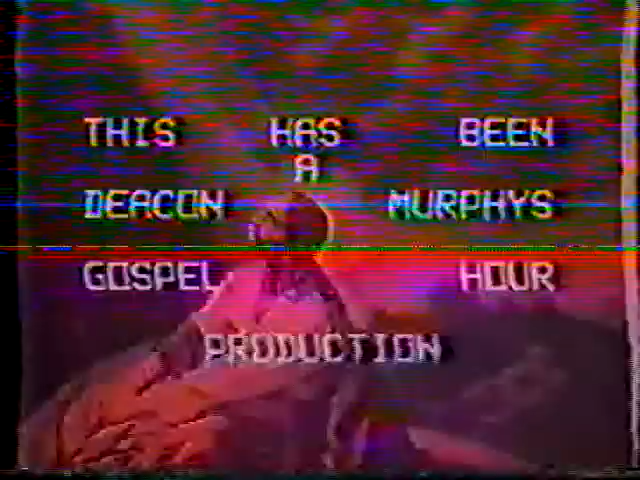 THIS HAS BEEN
A
DEACON MURPHYS
GOSPEL HOUR
PRODUCTION